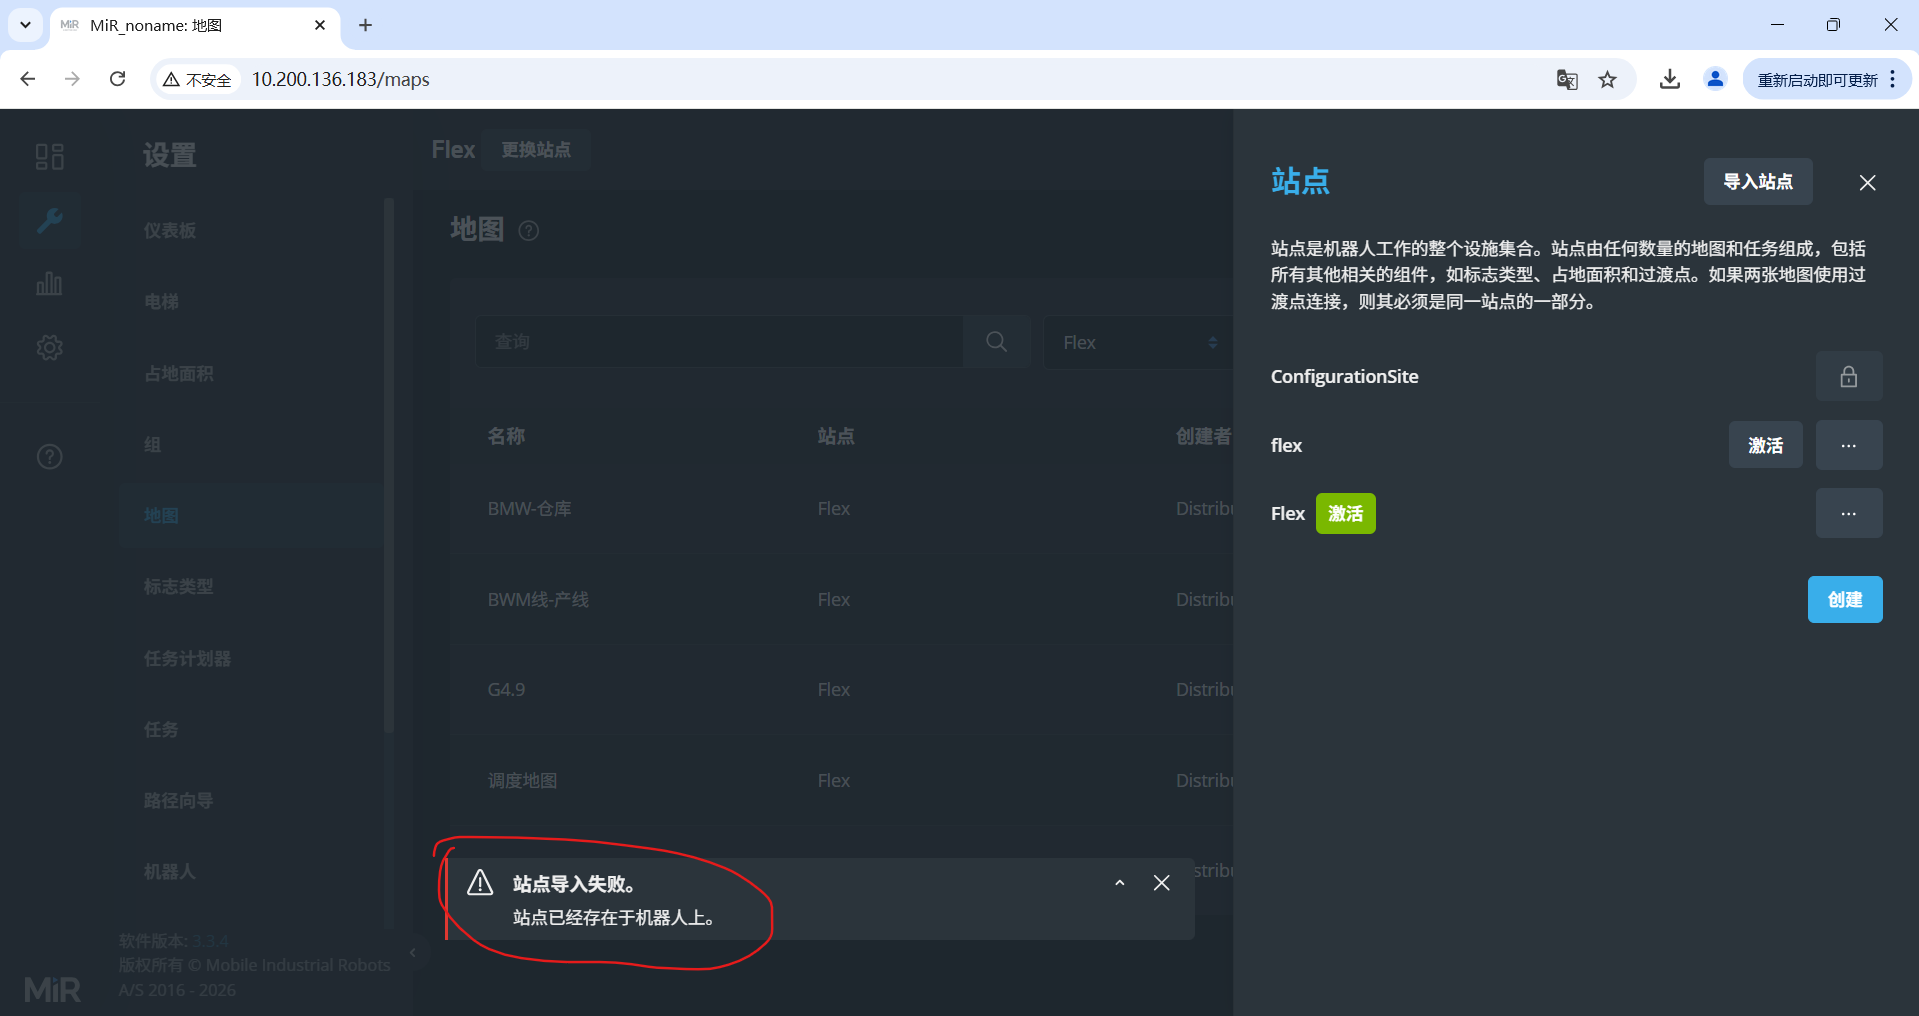 MiR MiR_noname: 地图
不安全 10.200.136.183/maps
重新启动即可更新
设置
仪表板
电梯
占地面积
组
地图
标志类型
任务计划器
任务
路径向导
机器人
软件版本: 3.3.4
版权所有 © Mobile Industrial Robots
A/S 2016 - 2026
MiR
Flex 更换站点
地图
查询 Flex
名称 站点 创建者
BMW-仓库 Flex Distribu
BWM线-产线 Flex Distribu
G4.9 Flex Distribu
调度地图 Flex Distribu
stribu
站点导入失败。
站点已经存在于机器人上。
站点 导入站点
站点是机器人工作的整个设施集合。站点由任何数量的地图和任务组成，包括
所有其他相关的组件，如标志类型、占地面积和过渡点。如果两张地图使用过
渡点连接，则其必须是同一站点的一部分。
ConfigurationSite
flex 激活 ...
Flex 激活 ...
创建